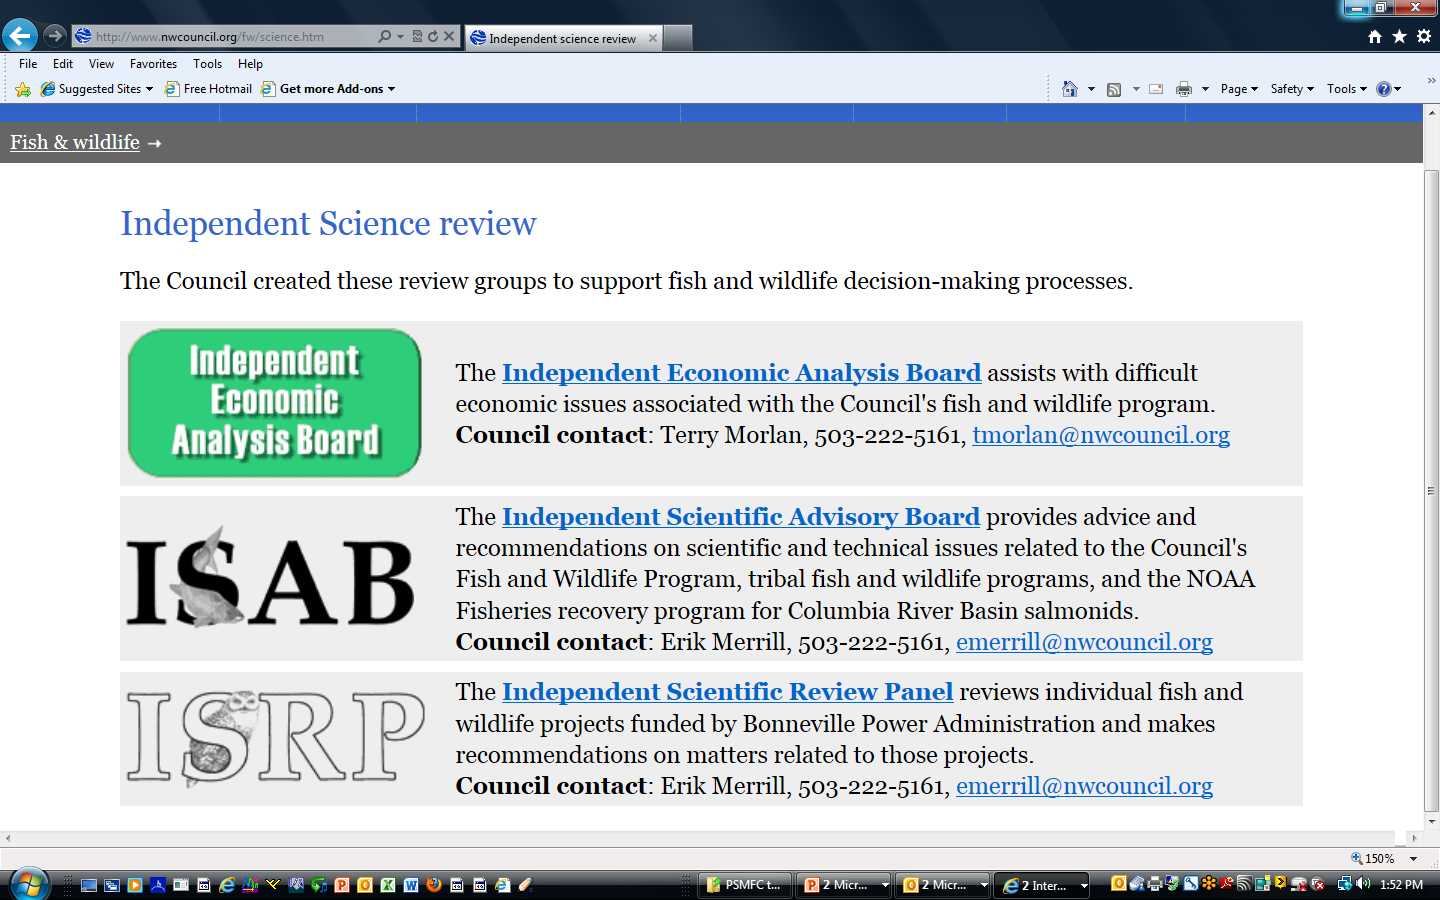 http://www.nwcouncil.org/fw/science.htm
Independent science review
File Edit View Favorites Tools Help
Suggested Sites Free Hotmail Get more Add-ons
Page Safety Tools
Fish & wildlife →
Independent Science review
The Council created these review groups to support fish and wildlife decision-making processes.
Independent
Economic
Analysis Board
The Independent Economic Analysis Board assists with difficult
economic issues associated with the Council's fish and wildlife program.
Council contact: Terry Morlan, 503-222-5161, tmorlan@nwcouncil.org
ISAB
The Independent Scientific Advisory Board provides advice and
recommendations on scientific and technical issues related to the Council's
Fish and Wildlife Program, tribal fish and wildlife programs, and the NOAA
Fisheries recovery program for Columbia River Basin salmonids.
Council contact: Erik Merrill, 503-222-5161, emerrill@nwcouncil.org
ISRP
The Independent Scientific Review Panel reviews individual fish and
wildlife projects funded by Bonneville Power Administration and makes
recommendations on matters related to those projects.
Council contact: Erik Merrill, 503-222-5161, emerrill@nwcouncil.org
150%
PSMFC t... 2 Micr... 2 Micr... 2 Inter... 1:52 PM